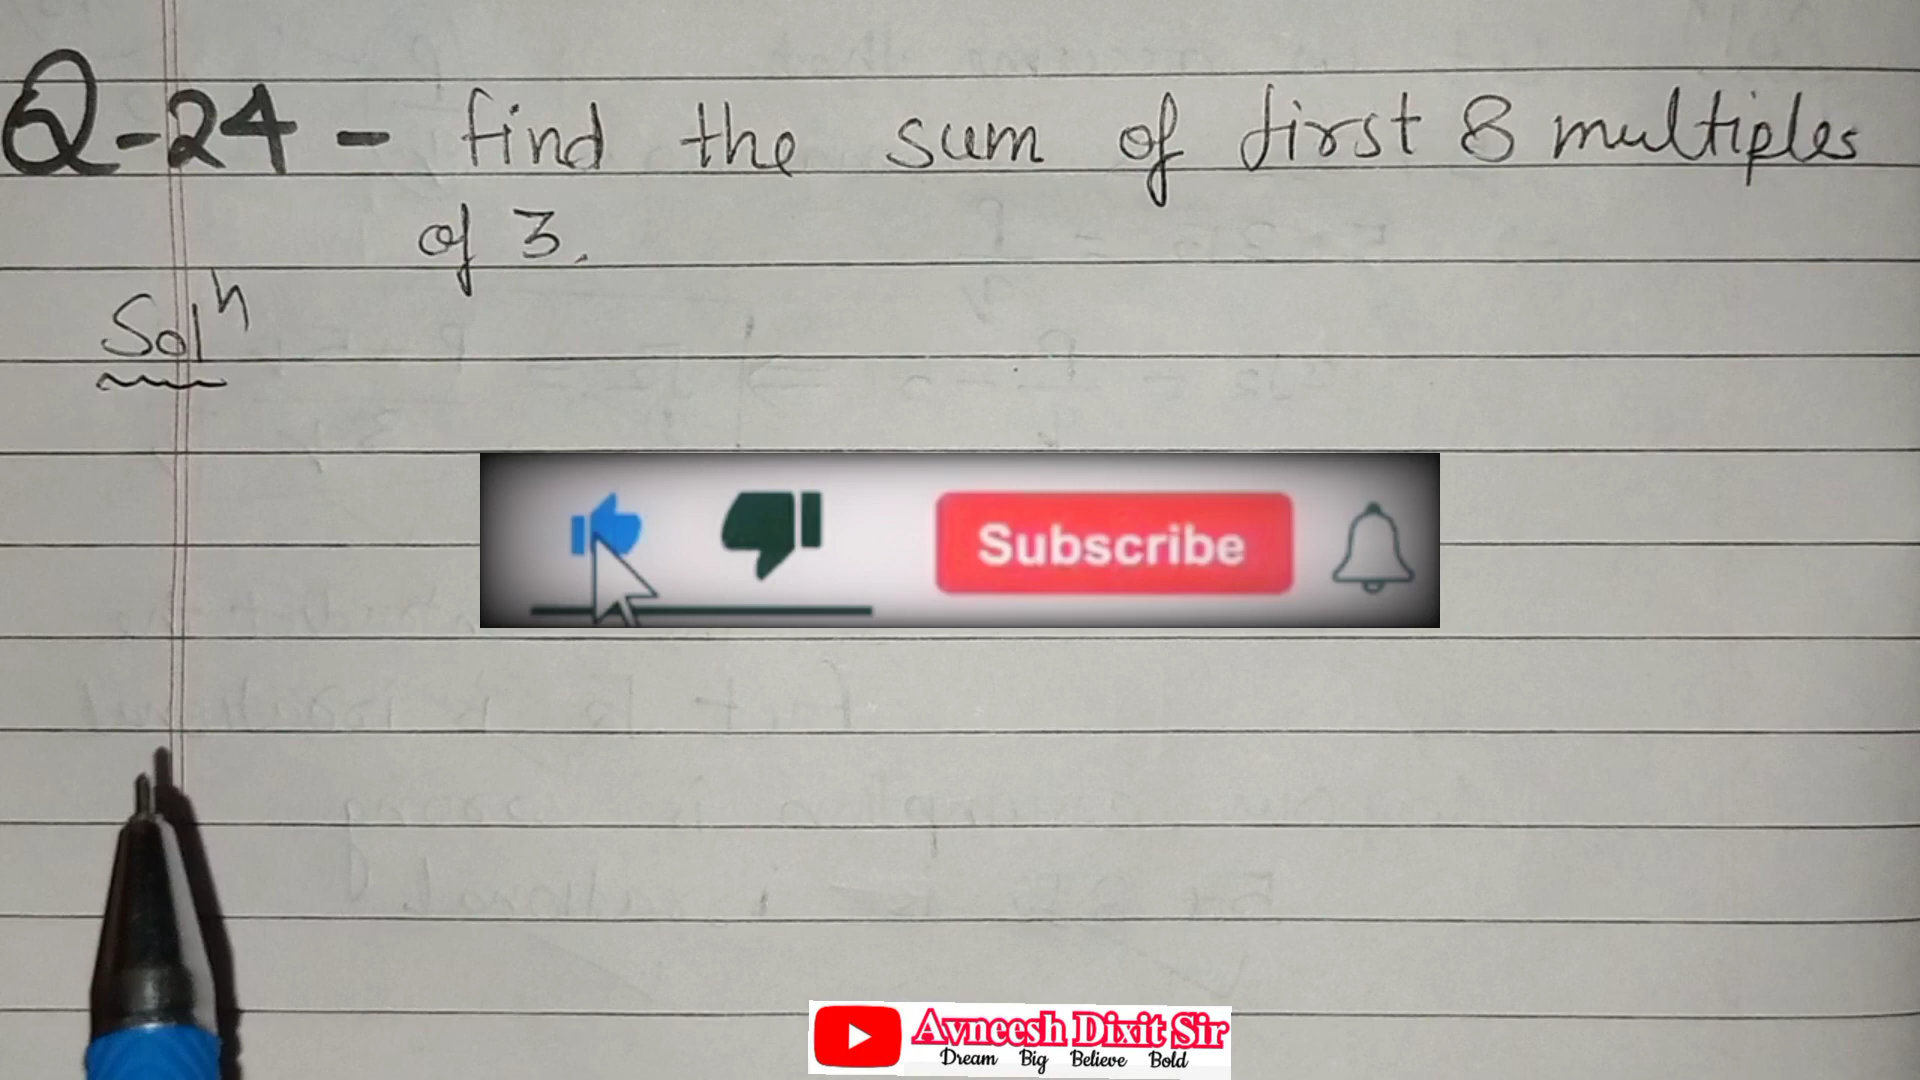 Q-24 - find the sum of first 8 multiples
of 3.
Solⁿ
Subscribe
Avneesh Dixit Sir
Dream Big Believe Bold